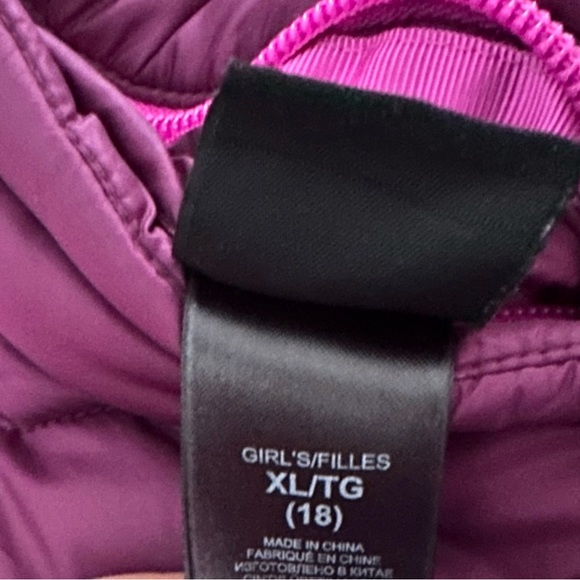 GIRL'S/FILLES
XL/TG
(18)
MADE IN CHINA
FABRIQUÉ EN CHINE
ИЗГОТОВЛЕНО В КИТАЕ